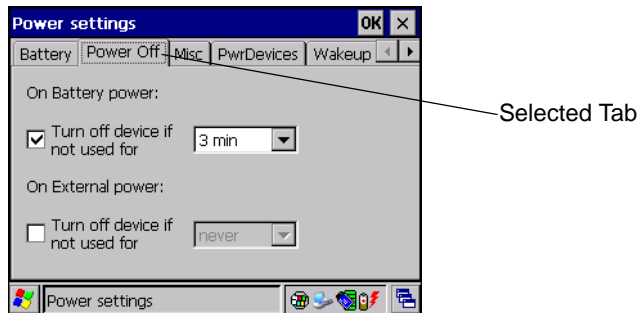 Power settings OK
Battery Power Off Misc PwrDevices Wakeup
Selected Tab
On Battery power:
Turn off device if
not used for
3 min
On External power:
Turn off device if
not used for
never
Power settings